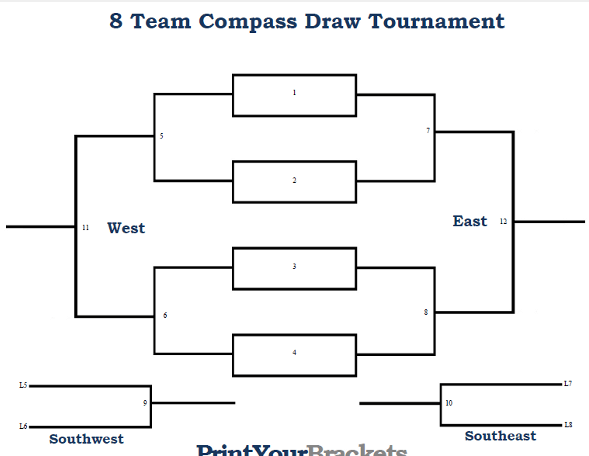 8 Team Compass Draw Tournament
1
5
7
2
West
East
11
12
3
6
8
4
L5
L7
9
10
L6
L8
Southwest
Southeast
PrintYourBrackets